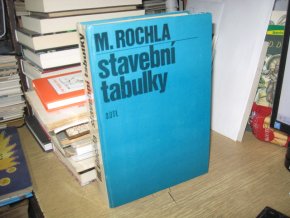 M. ROCHLA
stavební
tabulky
SNTL